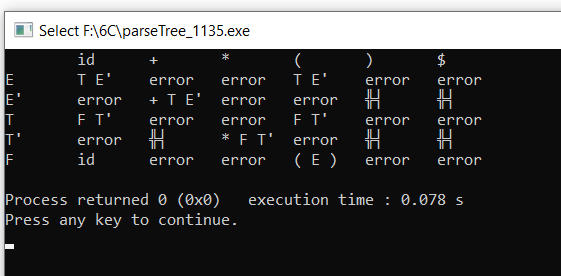 Select F:\6C\parseTree_1135.exe
id + * ( ) $
E T E' error error T E' error error
E' error + T E' error error ╬╡ ╬╡
T F T' error error F T' error error
T' error ╬╡ * F T' error ╬╡ ╬╡
F id error error ( E ) error error
Process returned 0 (0x0) execution time : 0.078 s
Press any key to continue.